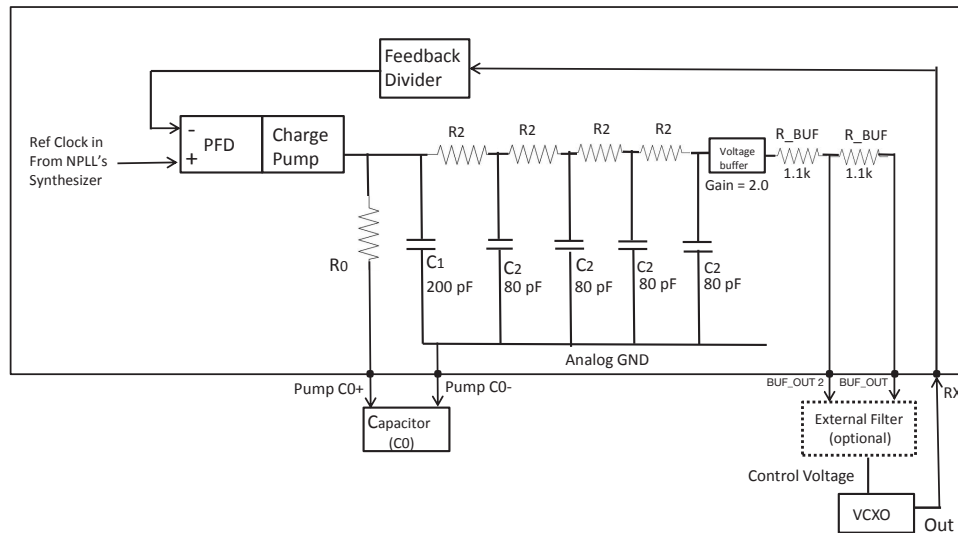 Feedback
Divider
Ref Clock in
From NPLL's
Synthesizer
-
+
PFD
Charge
Pump
R2
R2
R2
R2
Voltage
buffer
Gain = 2.0
R_BUF
1.1k
R_BUF
1.1k
R0
C1
200 pF
C2
80 pF
C2
80 pF
C2
80 pF
C2
80 pF
Analog GND
Pump C0+
Pump C0-
BUF_OUT 2
BUF_OUT
RX
Capacitor
(C0)
External Filter
(optional)
Control Voltage
VCXO
Out